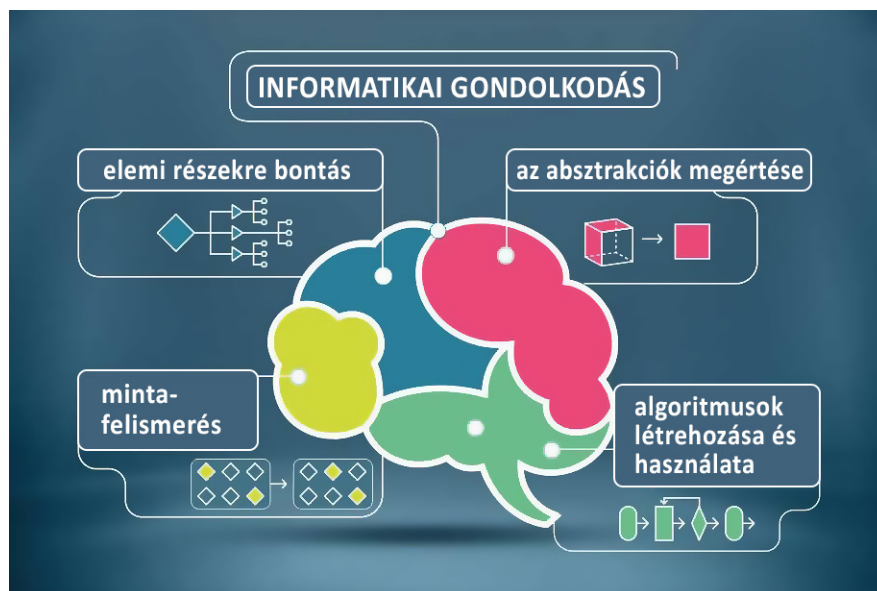 INFORMATIKAI GONDOLKODÁS
elemi részekre bontás
az absztrakciók megértése
minta-
felismerés
algoritmusok
létrehozása és
használata